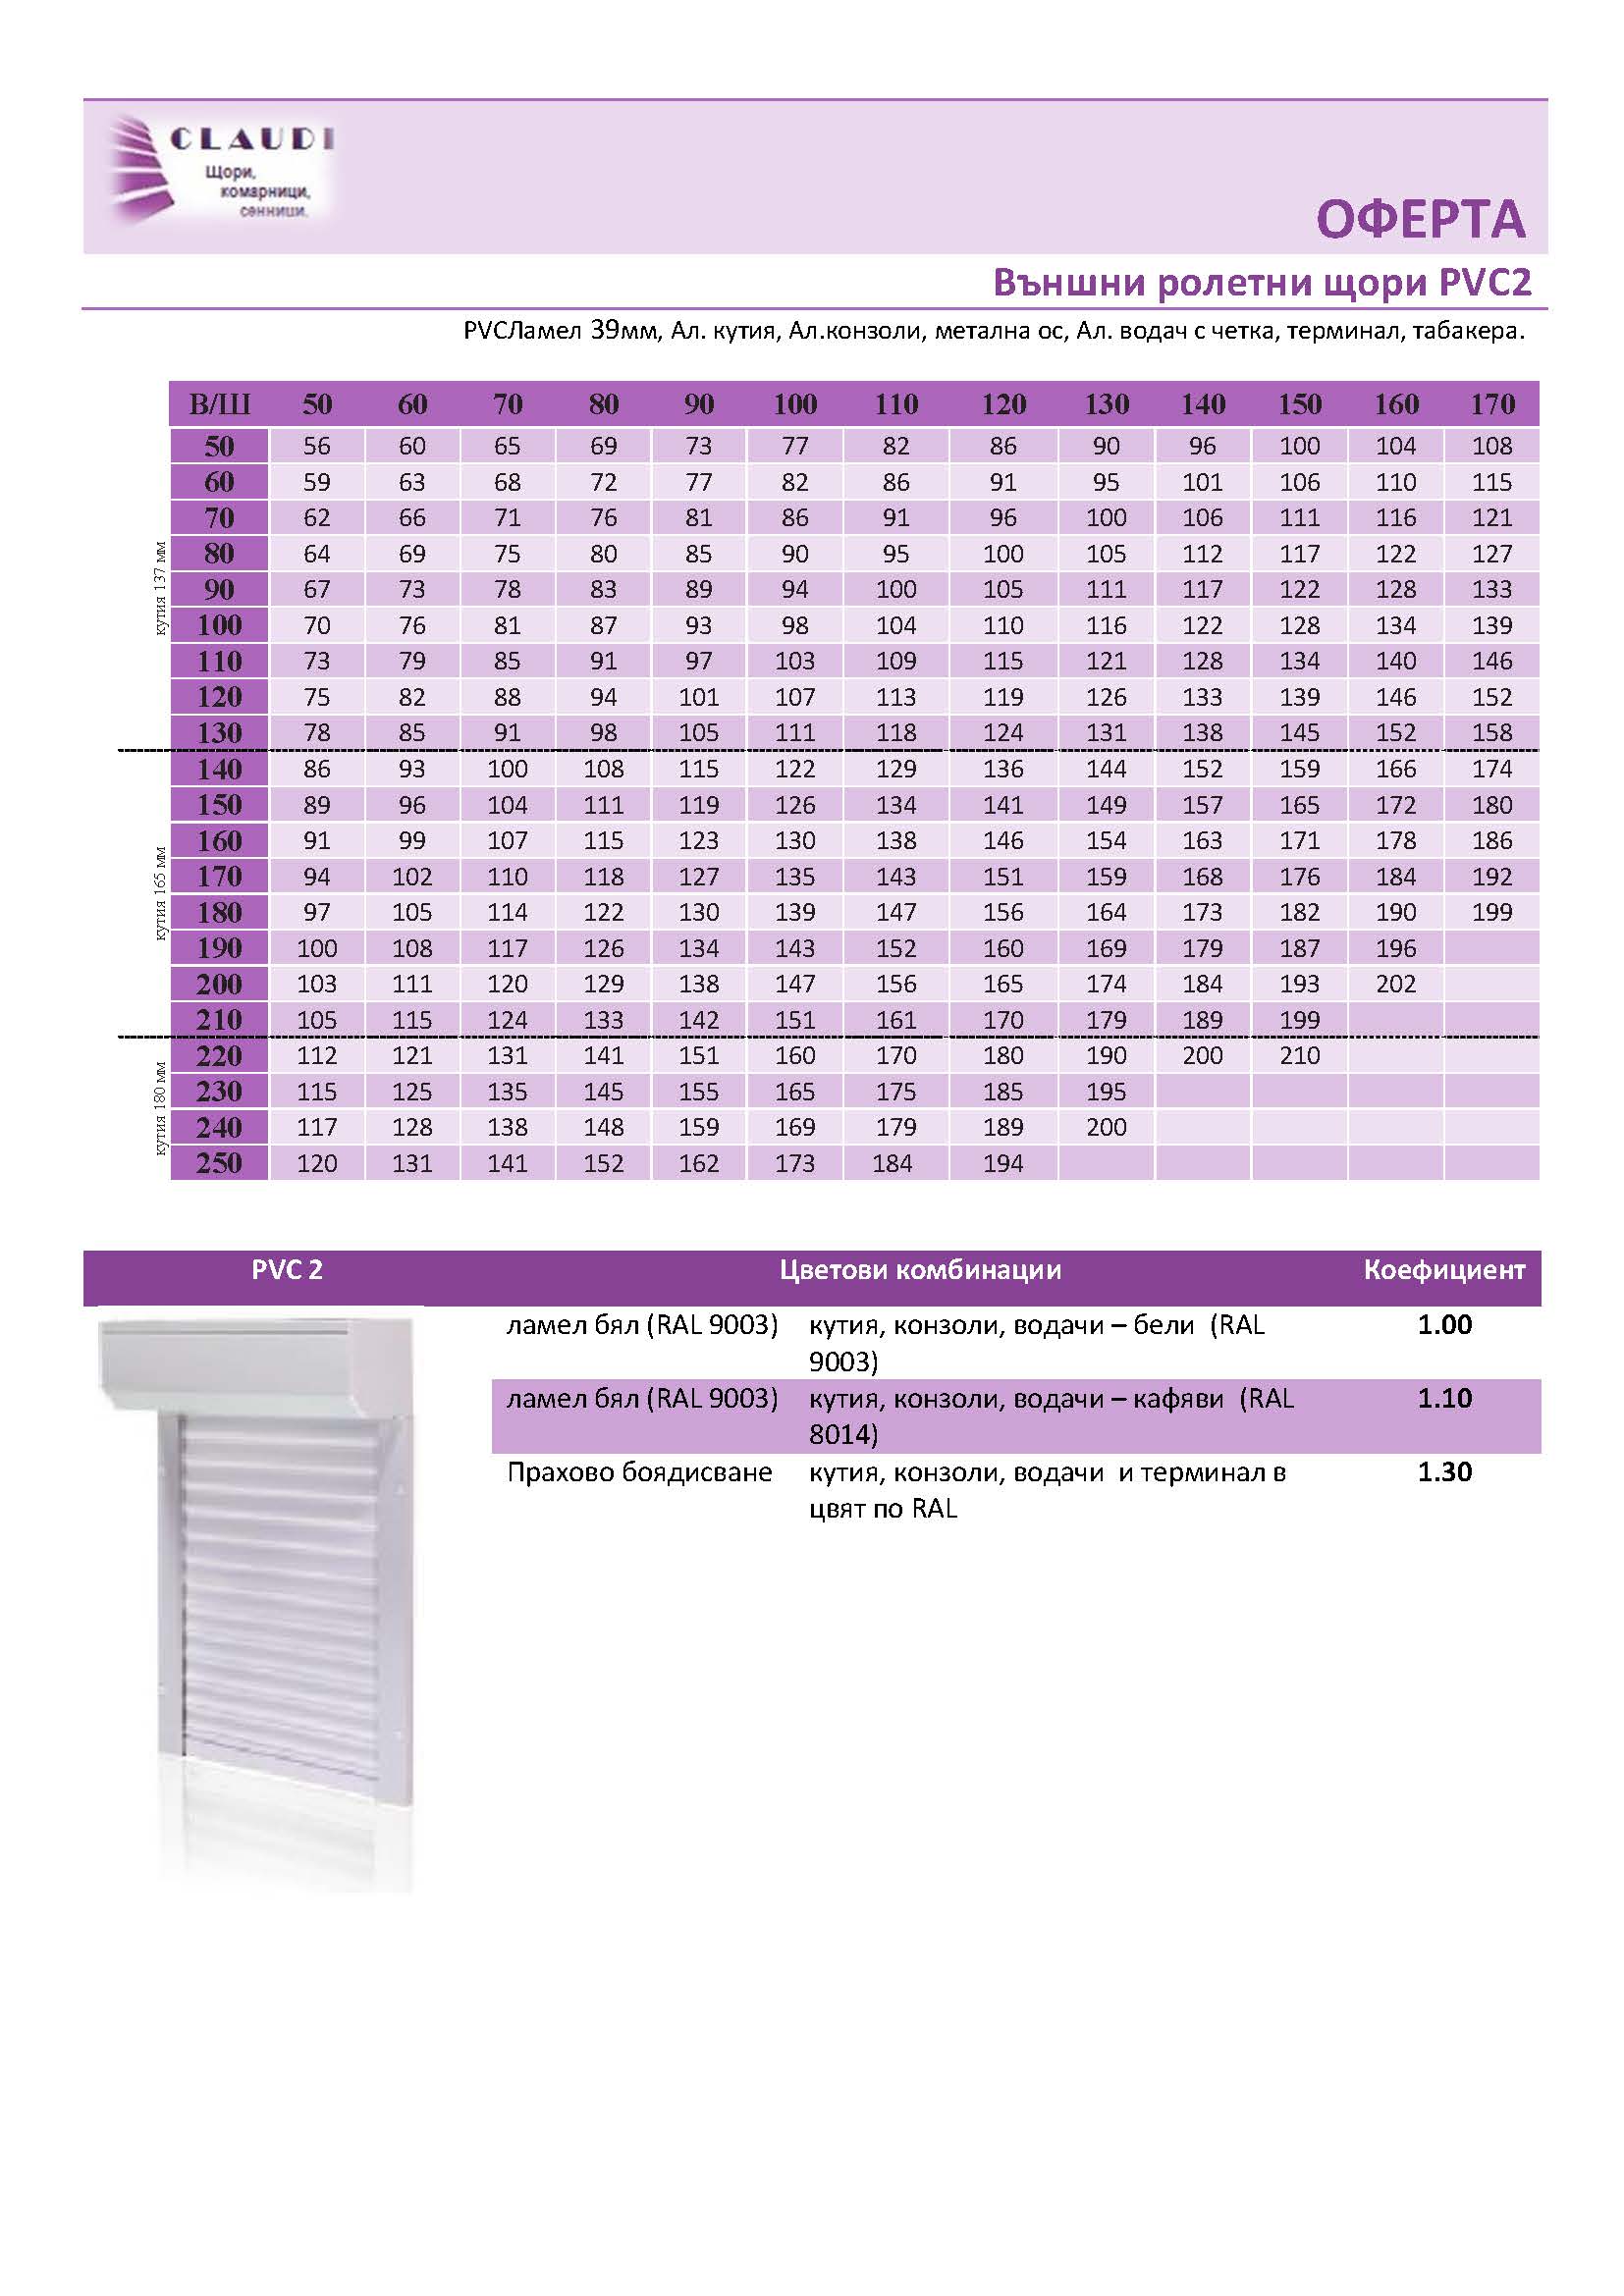 CLAUDI
Щори,
комарници,
сенници.
ОФЕРТА
Външни ролетни щори PVC2
PVCЛамел 39мм, Ал. кутия, Ал.конзоли, метална ос, Ал. водач с четка, терминал, табакера.
В/Ш 50 60 70 80 90 100 110 120 130 140 150 160 170
50 56 60 65 69 73 77 82 86 90 96 100 104 108
60 59 63 68 72 77 82 86 91 95 101 106 110 115
70 62 66 71 76 81 86 91 96 100 106 111 116 121
80 64 69 75 80 85 90 95 100 105 112 117 122 127
90 67 73 78 83 89 94 100 105 111 117 122 128 133
100 70 76 81 87 93 98 104 110 116 122 128 134 139
110 73 79 85 91 97 103 109 115 121 128 134 140 146
120 75 82 88 94 101 107 113 119 126 133 139 146 152
130 78 85 91 98 105 111 118 124 131 138 145 152 158
кутия 137 мм
140 86 93 100 108 115 122 129 136 144 152 159 166 174
150 89 96 104 111 119 126 134 141 149 157 165 172 180
160 91 99 107 115 123 130 138 146 154 163 171 178 186
170 94 102 110 118 127 135 143 151 159 168 176 184 192
180 97 105 114 122 130 139 147 156 164 173 182 190 199
190 100 108 117 126 134 143 152 160 169 179 187 196
200 103 111 120 129 138 147 156 165 174 184 193 202
210 105 115 124 133 142 151 161 170 179 189 199
кутия 165 мм
220 112 121 131 141 151 160 170 180 190 200 210
230 115 125 135 145 155 165 175 185 195
240 117 128 138 148 159 169 179 189 200
250 120 131 141 152 162 173 184 194
кутия 180 мм
PVC 2 Цветови комбинации Коефициент
ламел бял (RAL 9003) кутия, конзоли, водачи – бели (RAL 1.00
9003)
ламел бял (RAL 9003) кутия, конзоли, водачи – кафяви (RAL 1.10
8014)
Прахово боядисване кутия, конзоли, водачи и терминал в 1.30
цвят по RAL